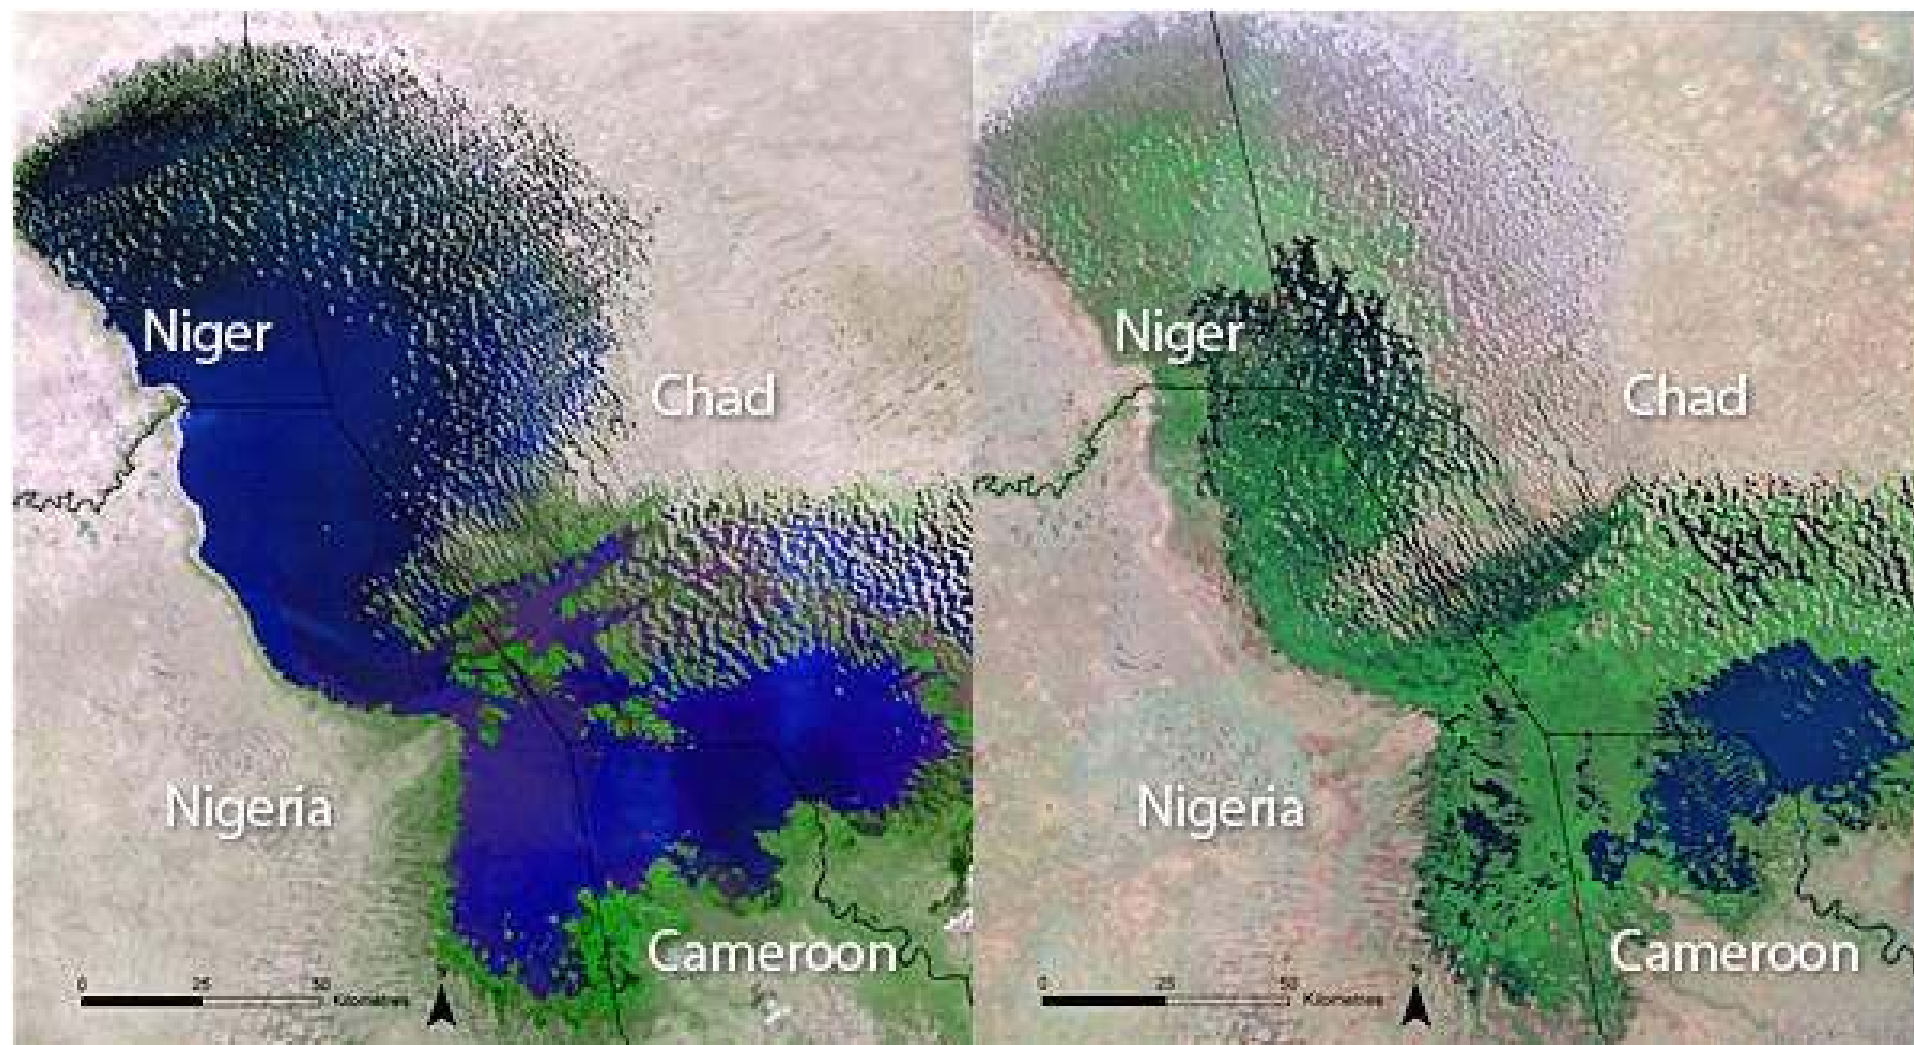 Niger
Chad
Nigeria
Cameroon
0 25 50 Kilometres
N
Niger
Chad
Nigeria
Cameroon
0 25 50 Kilometres
N